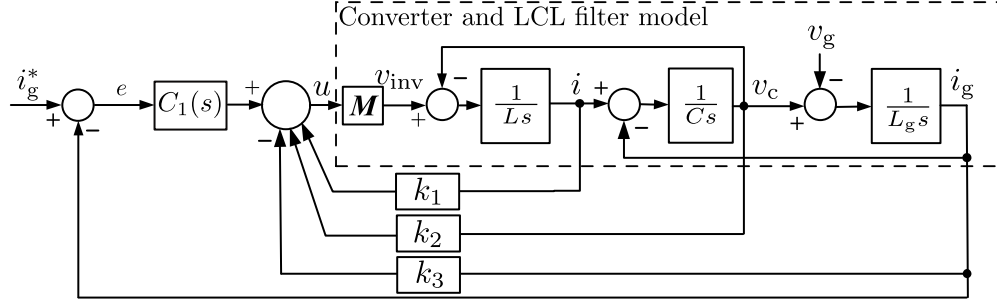 Converter and LCL filter model
i_g^* e C_1(s) + u M v_inv 1/(Ls) i + 1/(Cs) v_c v_g − 1/(L_g s) i_g
+ − − + − − +
k_1
k_2
k_3